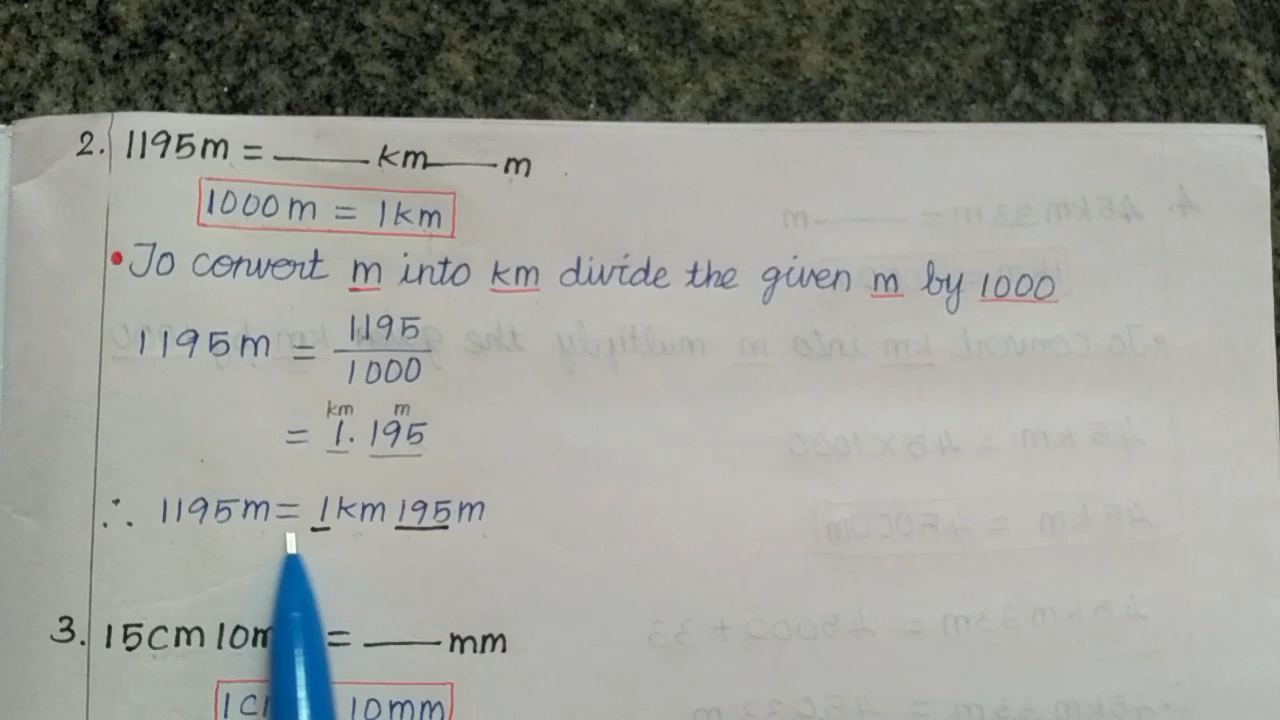 2. 1195m = ____ km ____ m
1000m = 1km
• To convert m into km divide the given m by 1000
1195m = 1195/1000
km m
= 1. 195
∴ 1195m = 1km 195m
3. 15cm 10m = ____ mm
10mm